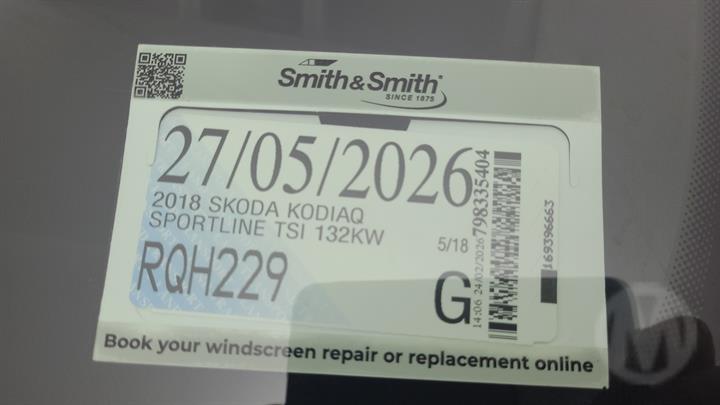 Smith&Smith®
SINCE 1875
27/05/2026
2018 SKODA KODIAQ
SPORTLINE TSI 132KW
5/18
RQH229
G
14:06 24/02/2026
798335404
169396663
Book your windscreen repair or replacement online
M